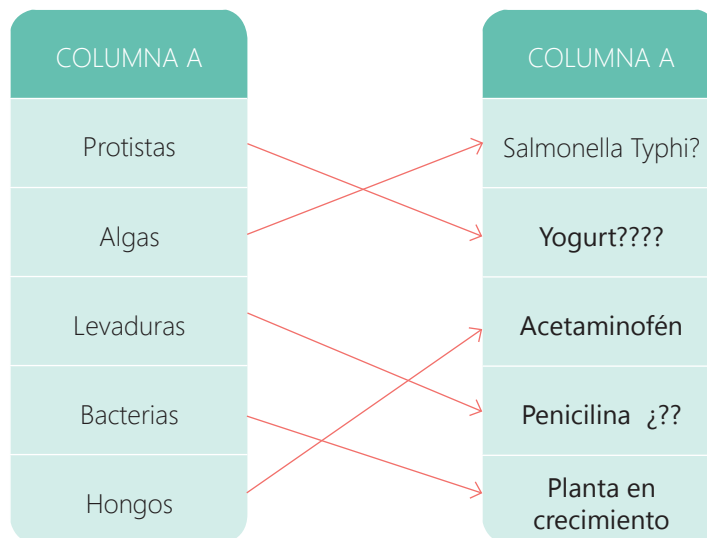 COLUMNA A
Protistas
Algas
Levaduras
Bacterias
Hongos
COLUMNA A
Salmonella Typhi?
Yogurt????
Acetaminofén
Penicilina ¿??
Planta en
crecimiento